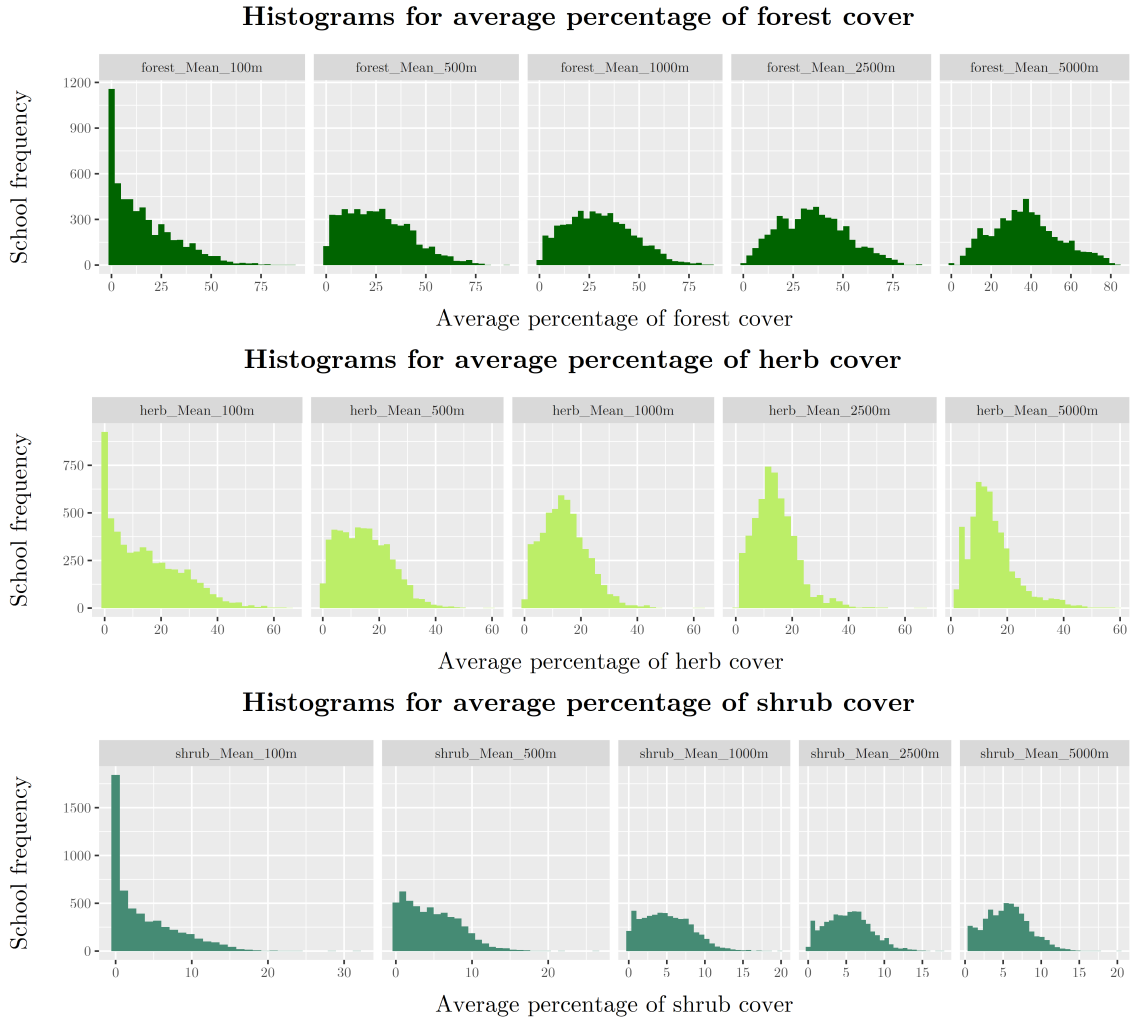 Histograms for average percentage of forest cover
forest_Mean_100m forest_Mean_500m forest_Mean_1000m forest_Mean_2500m forest_Mean_5000m
School frequency
1200
900
600
300
0
0 25 50 75 0 25 50 75 0 25 50 75 0 25 50 75 0 20 40 60 80
Average percentage of forest cover
Histograms for average percentage of herb cover
herb_Mean_100m herb_Mean_500m herb_Mean_1000m herb_Mean_2500m herb_Mean_5000m
School frequency
750
500
250
0
0 20 40 60 0 20 40 60 0 20 40 60 0 20 40 60 0 20 40 60
Average percentage of herb cover
Histograms for average percentage of shrub cover
shrub_Mean_100m shrub_Mean_500m shrub_Mean_1000m shrub_Mean_2500m shrub_Mean_5000m
School frequency
1500
1000
500
0
0 10 20 30 0 10 20 0 5 10 15 20 0 5 10 15 0 5 10 15 20
Average percentage of shrub cover